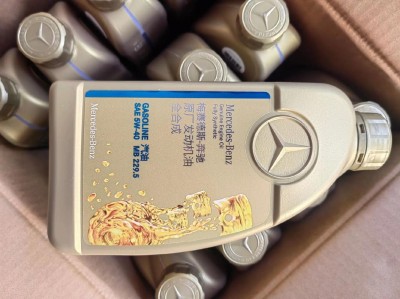 Mercedes-Benz
Genuine Engine Oil
Fully Synthetic
梅赛德斯-奔驰
原厂发动机油
全合成
GASOLINE 汽油
SAE 5W-40 MB 229.5
Mercedes-Benz